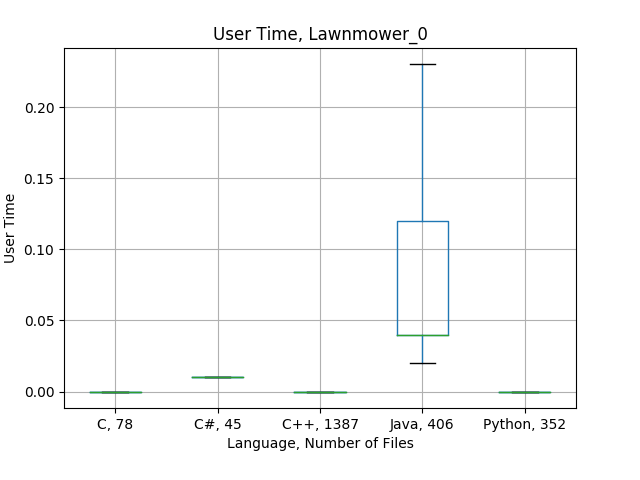 User Time, Lawnmower_0
User Time
0.20
0.15
0.10
0.05
0.00
C, 78
C#, 45
C++, 1387
Java, 406
Python, 352
Language, Number of Files